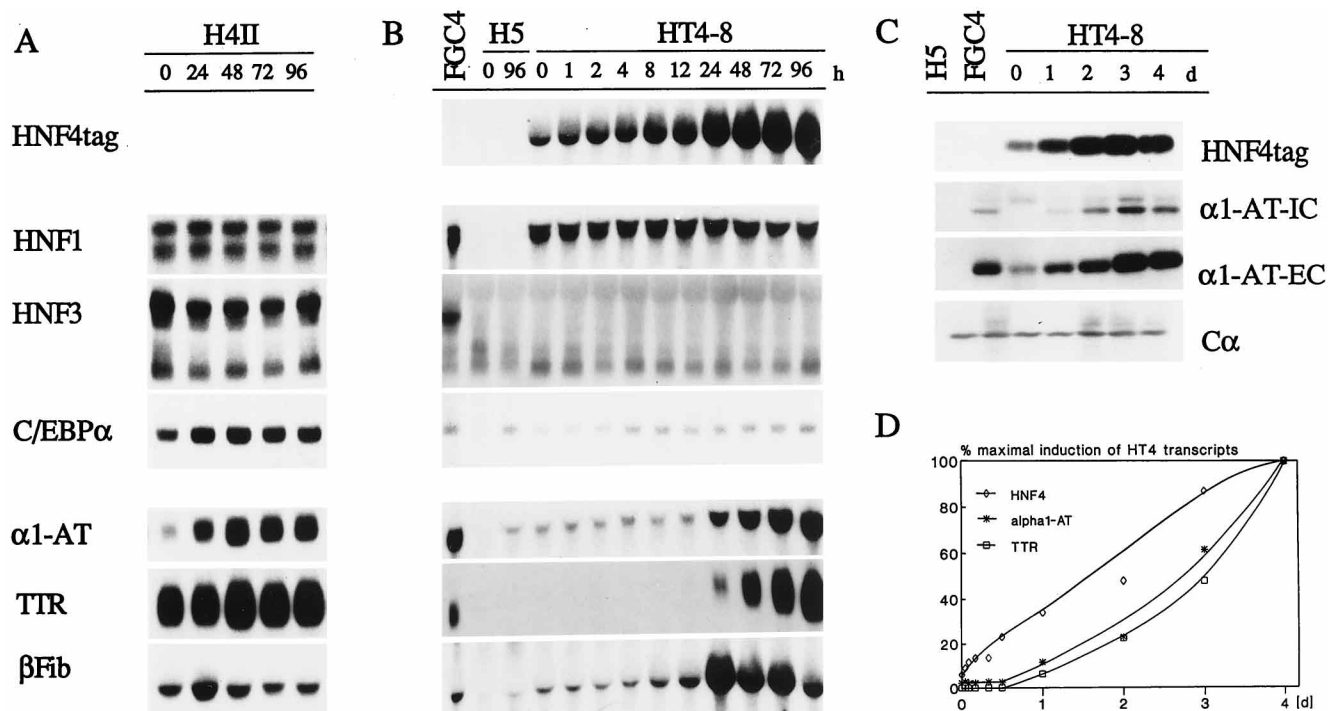 A
H4II
0 24 48 72 96
HNF4tag
HNF1
HNF3
C/EBPα
α1-AT
TTR
βFib
B
FGC4
H5
HT4-8
0 96 0 1 2 4 8 12 24 48 72 96 h
C
H5
FGC4
HT4-8
0 1 2 3 4 d
HNF4tag
α1-AT-IC
α1-AT-EC
Cα
D
% maximal induction of HT4 transcripts
100
80
60
40
20
0
HNF4
alpha1-AT
TTR
0 1 2 3 4 [d]